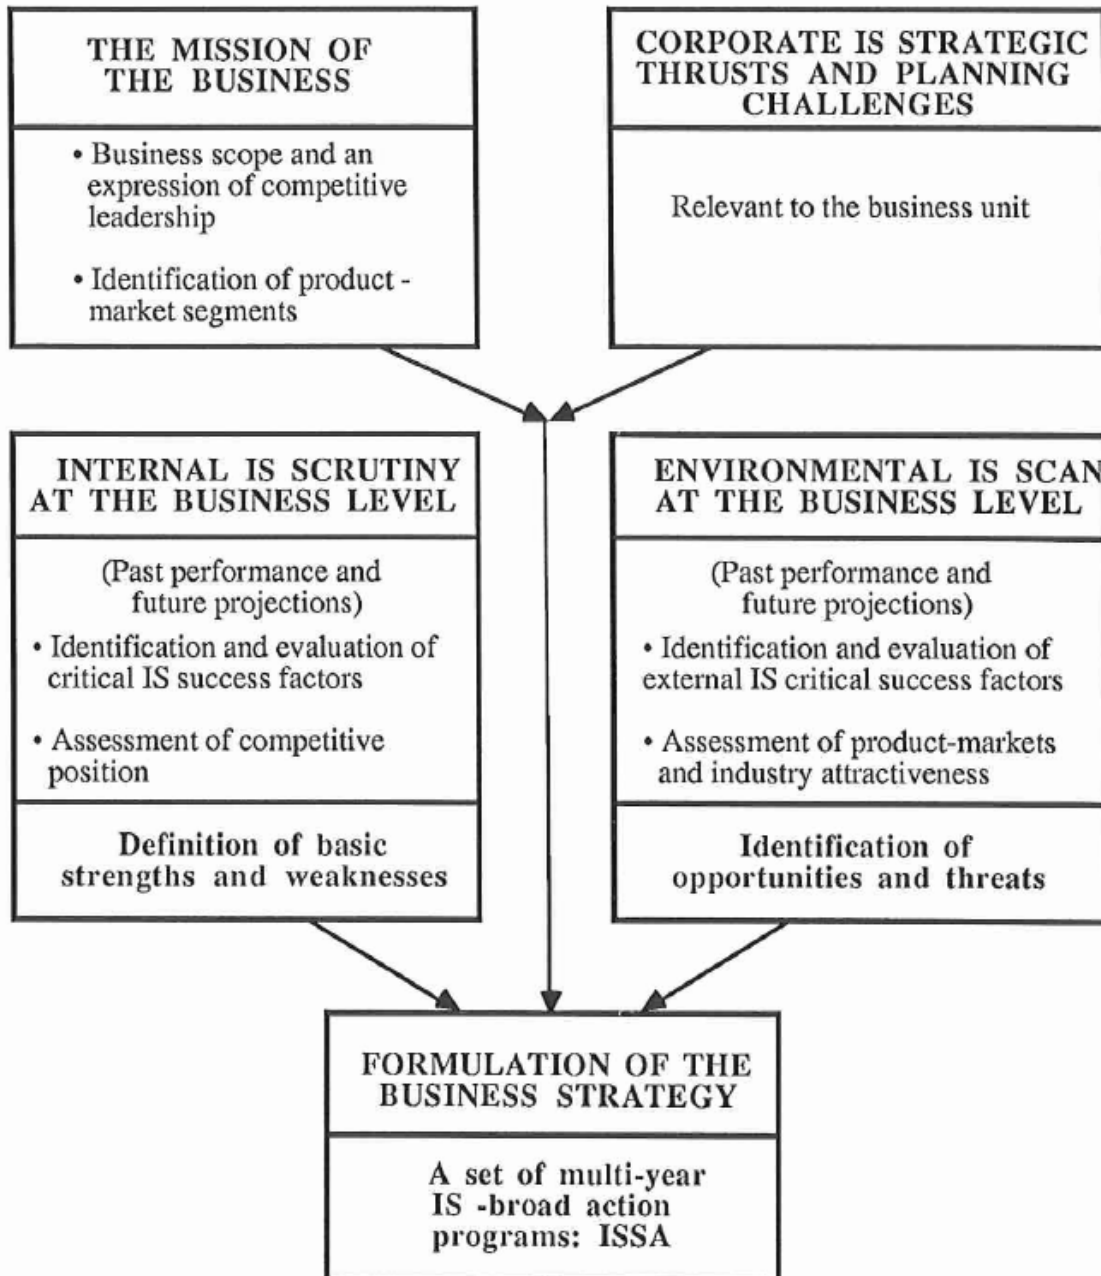 THE MISSION OF
THE BUSINESS
• Business scope and an
expression of competitive
leadership
• Identification of product -
market segments
CORPORATE IS STRATEGIC
THRUSTS AND PLANNING
CHALLENGES
Relevant to the business unit
INTERNAL IS SCRUTINY
AT THE BUSINESS LEVEL
(Past performance and
future projections)
• Identification and evaluation of
critical IS success factors
• Assessment of competitive
position
Definition of basic
strengths and weaknesses
ENVIRONMENTAL IS SCAN
AT THE BUSINESS LEVEL
(Past performance and
future projections)
• Identification and evaluation of
external IS critical success factors
• Assessment of product-markets
and industry attractiveness
Identification of
opportunities and threats
FORMULATION OF THE
BUSINESS STRATEGY
A set of multi-year
IS -broad action
programs: ISSA